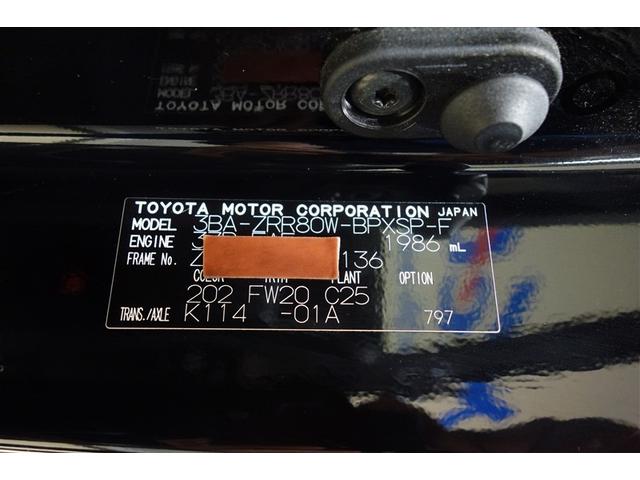 TOYOTA MOTOR CORPORATION JAPAN
MODEL 3BA-ZRR80W-BPXSP-F
ENGINE 1986 mL
FRAME No. Z 136
COLOR TRIM PLANT OPTION
202 FW20 C25
TRANS./AXLE K114 -01A 797